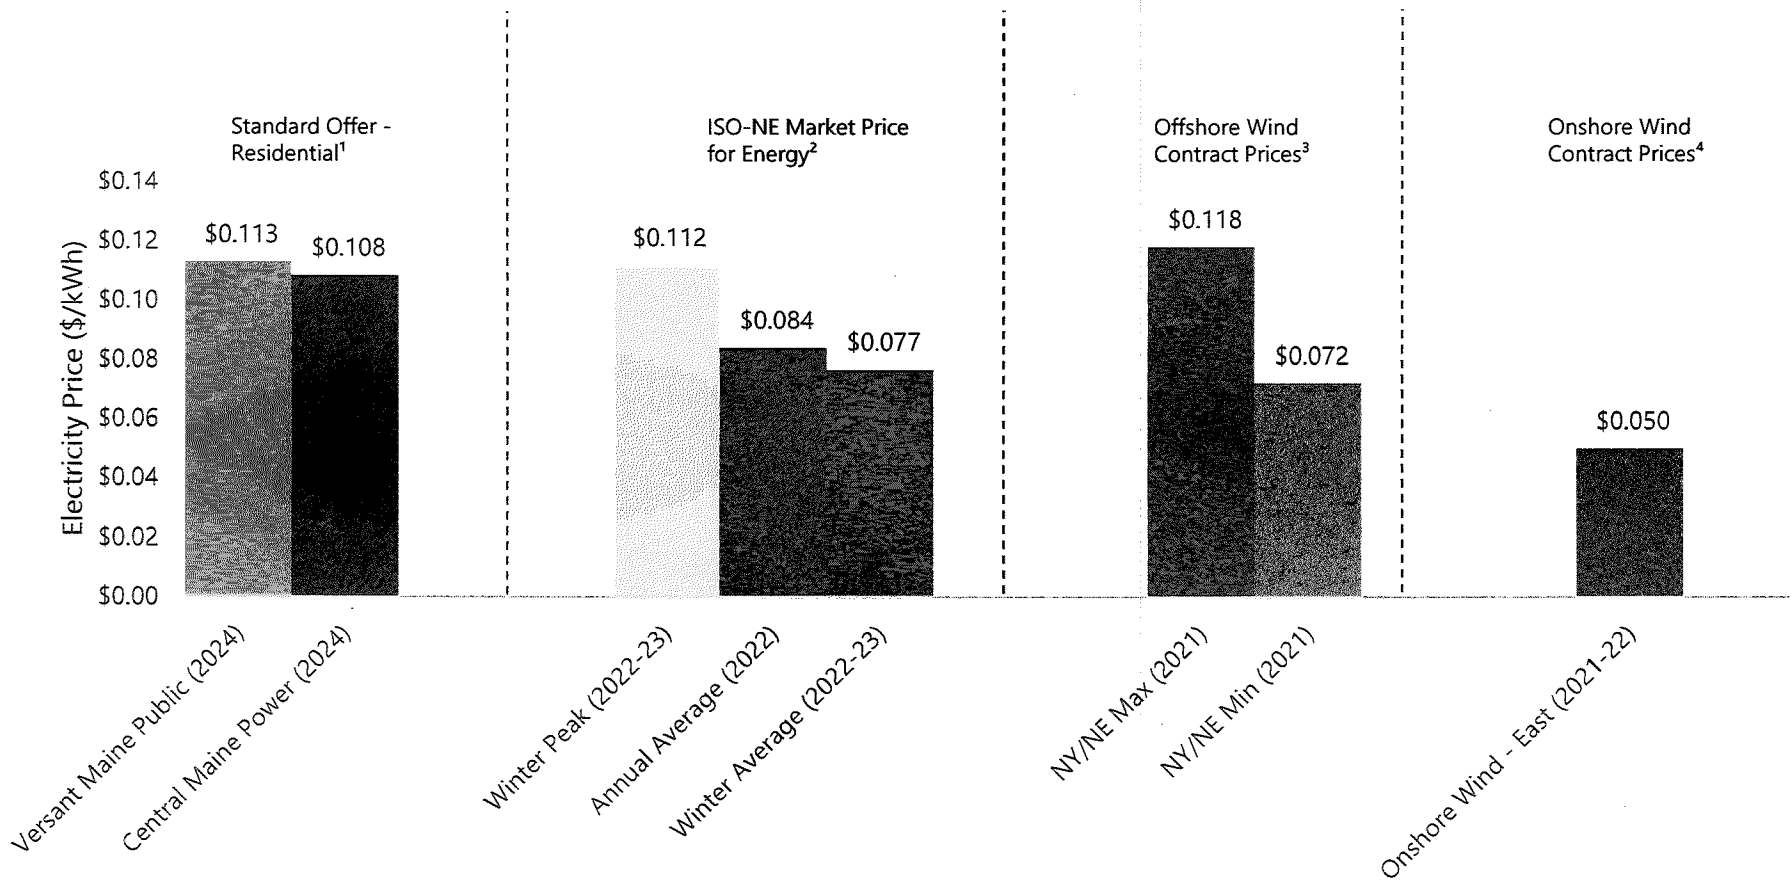 Standard Offer -
Residential¹
ISO-NE Market Price
for Energy²
Offshore Wind
Contract Prices³
Onshore Wind
Contract Prices⁴
Electricity Price ($/kWh)
$0.14
$0.12
$0.10
$0.08
$0.06
$0.04
$0.02
$0.00
$0.113
$0.108
$0.112
$0.084
$0.077
$0.118
$0.072
$0.050
Versant Maine Public (2024)
Central Maine Power (2024)
Winter Peak (2022-23)
Annual Average (2022)
Winter Average (2022-23)
NY/NE Max (2021)
NY/NE Min (2021)
Onshore Wind - East (2021-22)